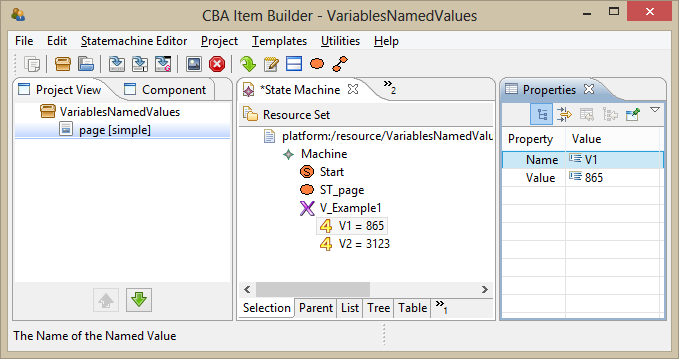 CBA Item Builder - VariablesNamedValues
File Edit Statemachine Editor Project Templates Utilities Help
Project View
Component
VariablesNamedValues
page [simple]
*State Machine
»2
Resource Set
platform:/resource/VariablesNamedValu
Machine
S Start
ST_page
V_Example1
4 V1 = 865
4 V2 = 3123
Selection Parent List Tree Table »1
Properties
Property Value
Name V1
Value 865
The Name of the Named Value